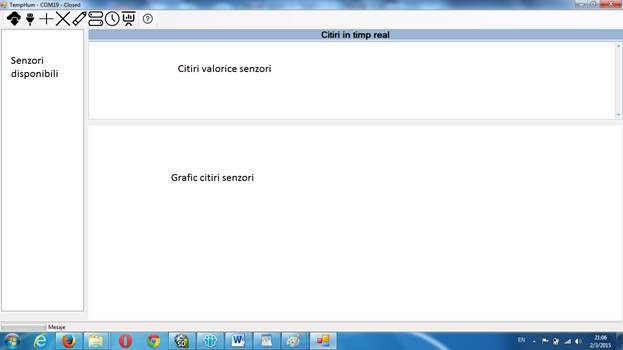 TempHum - COM19 - Closed
Citiri in timp real
Senzori
disponibili
Citiri valorice senzori
Grafic citiri senzori
Mesaje
EN
21:06
2/3/2015